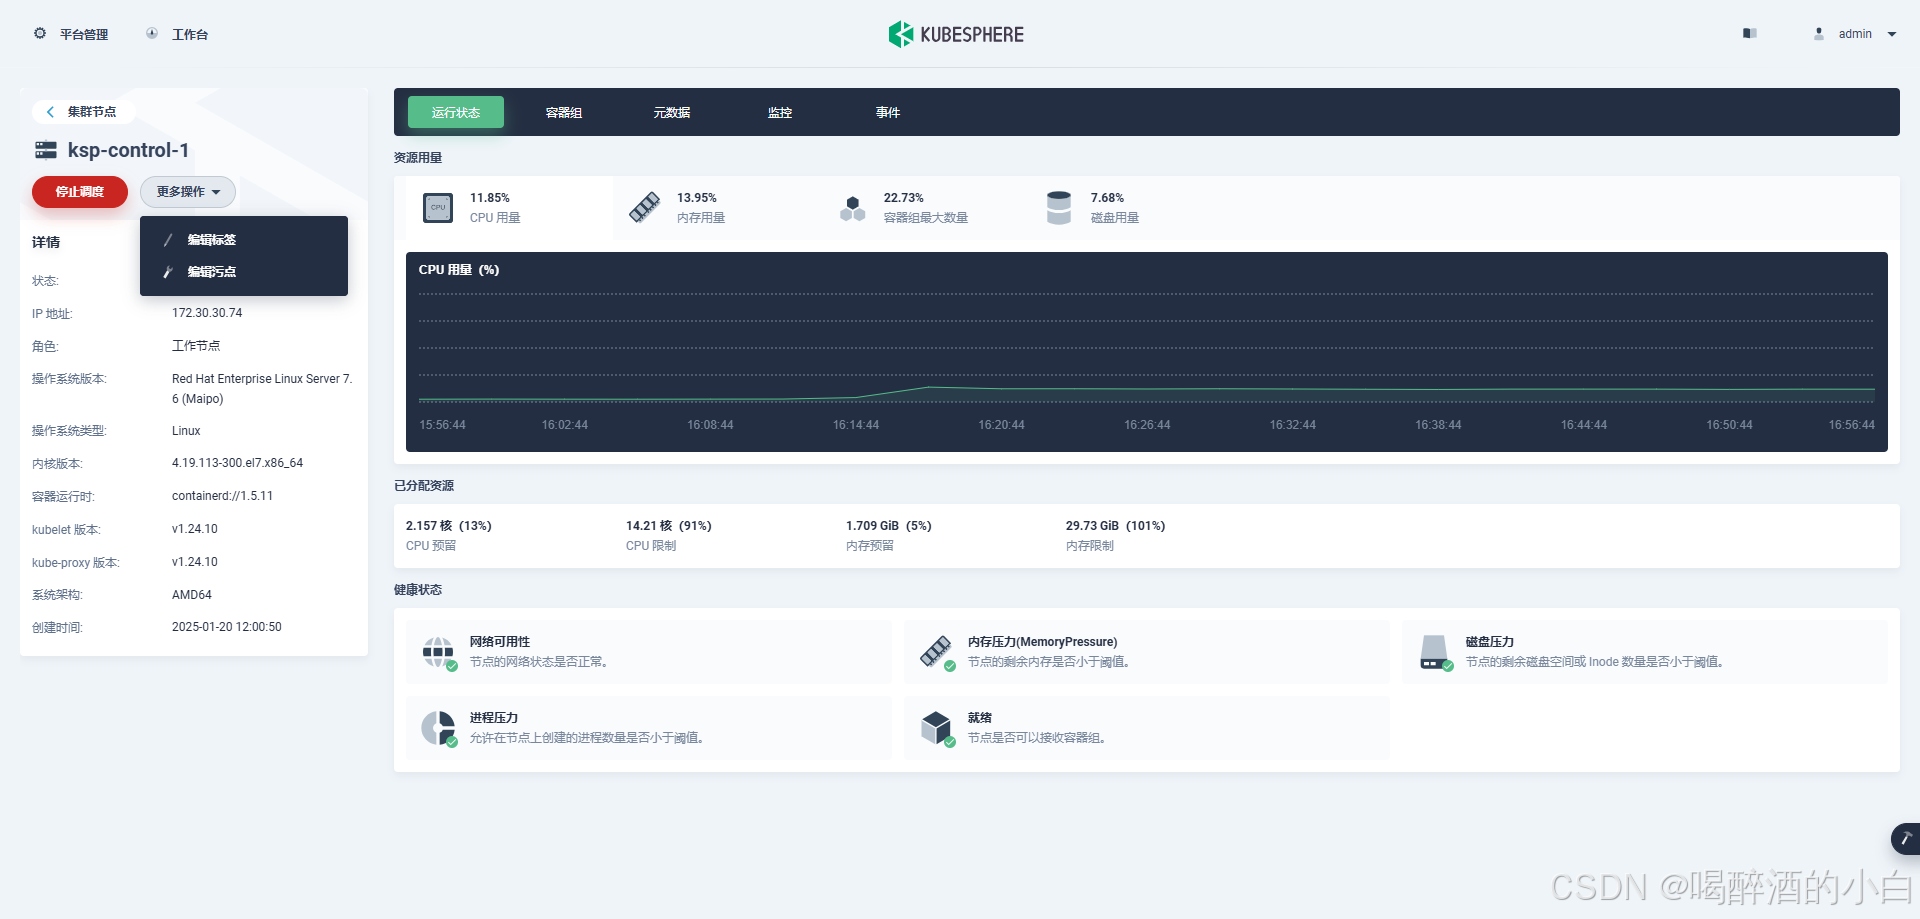 平台管理
工作台
KUBESPHERE
admin
集群节点
ksp-control-1
停止调度
更多操作
编辑标签
编辑污点
详情
状态:
IP 地址:
172.30.30.74
角色:
工作节点
操作系统版本:
Red Hat Enterprise Linux Server 7.
6 (Maipo)
操作系统类型:
Linux
内核版本:
4.19.113-300.el7.x86_64
容器运行时:
containerd://1.5.11
kubelet 版本:
v1.24.10
kube-proxy 版本:
v1.24.10
系统架构:
AMD64
创建时间:
2025-01-20 12:00:50
运行状态
容器组
元数据
监控
事件
资源用量
CPU
11.85%
CPU 用量
13.95%
内存用量
22.73%
容器组最大数量
7.68%
磁盘用量
CPU 用量 (%)
15:56:44
16:02:44
16:08:44
16:14:44
16:20:44
16:26:44
16:32:44
16:38:44
16:44:44
16:50:44
16:56:44
已分配资源
2.157 核 (13%)
CPU 预留
14.21 核 (91%)
CPU 限制
1.709 GiB (5%)
内存预留
29.73 GiB (101%)
内存限制
健康状态
网络可用性
节点的网络状态是否正常。
内存压力(MemoryPressure)
节点的剩余内存是否小于阈值。
磁盘压力
节点的剩余磁盘空间或 Inode 数量是否小于阈值。
进程压力
允许在节点上创建的进程数量是否小于阈值。
就绪
节点是否可以接收容器组。
CSDN @喝醉酒的小白